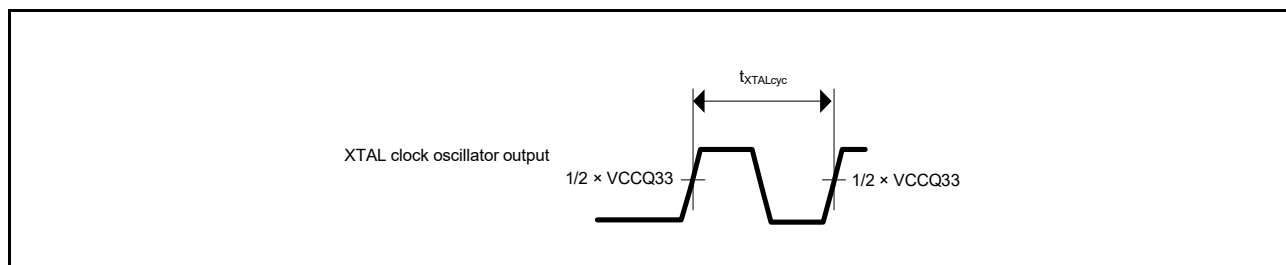 tXTALcyc
XTAL clock oscillator output
1/2 × VCCQ33
1/2 × VCCQ33